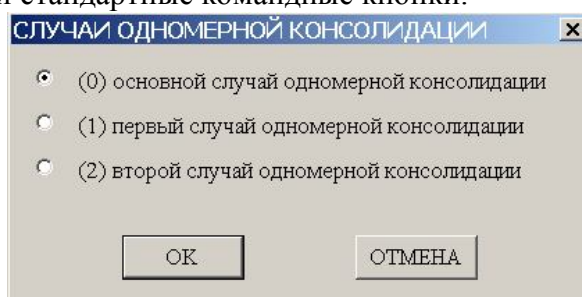 стандартные командные кнопки.
СЛУЧАИ ОДНОМЕРНОЙ КОНСОЛИДАЦИИ
(0) основной случай одномерной консолидации
(1) первый случай одномерной консолидации
(2) второй случай одномерной консолидации
OK ОТМЕНА